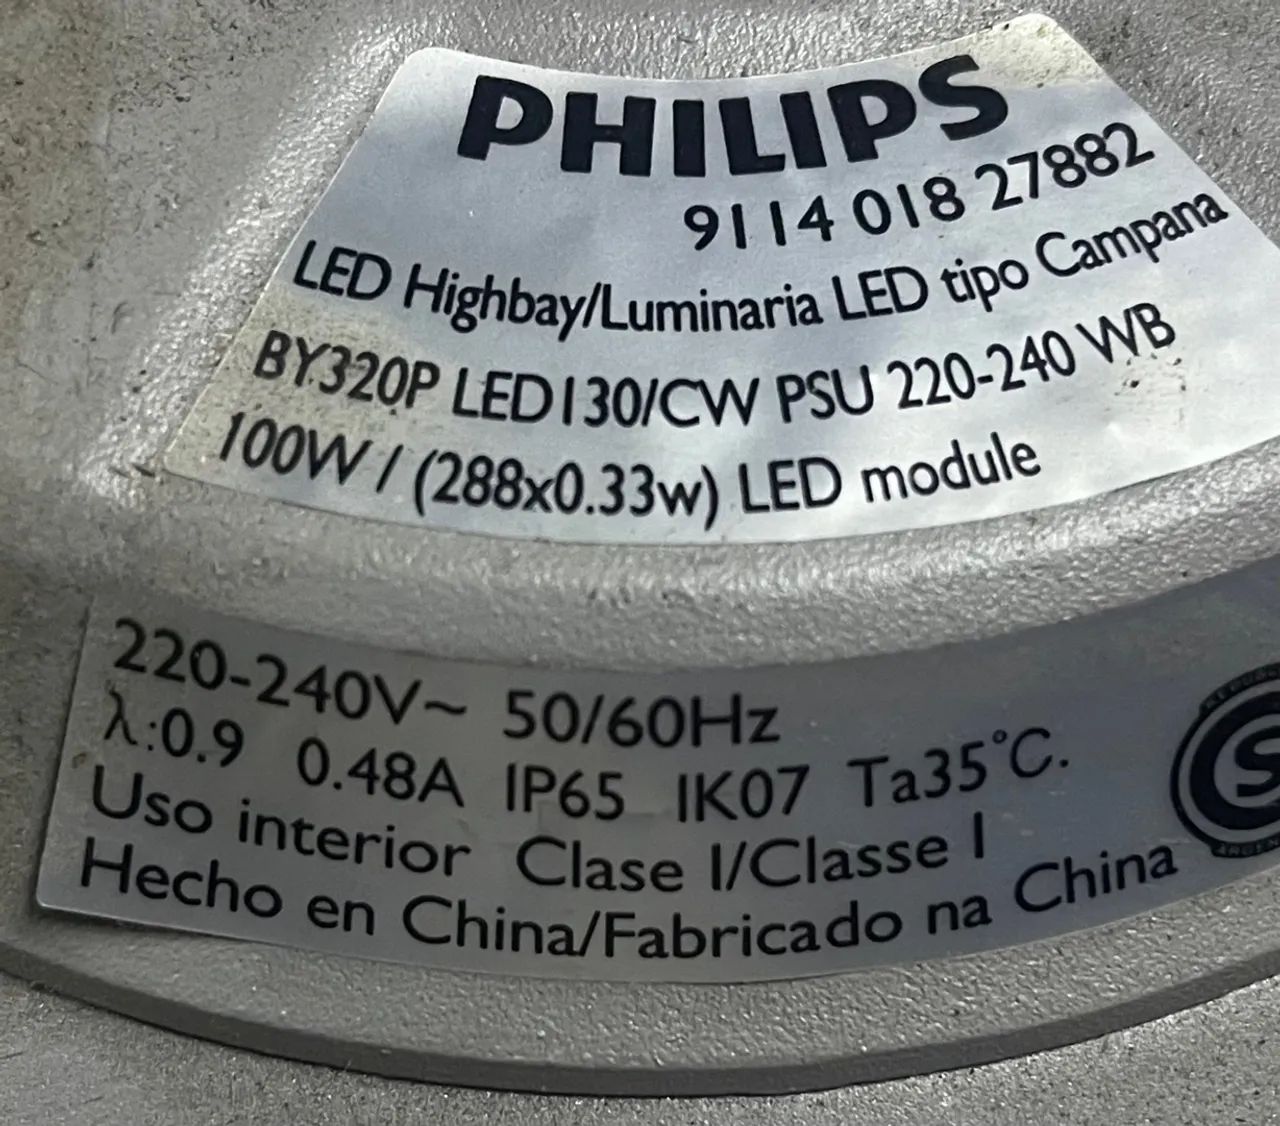 PHILIPS
9114 018 27882
LED Highbay/Luminaria LED tipo Campana
BY320P LED130/CW PSU 220-240 WB
100W / (288x0.33w) LED module
220-240V~ 50/60Hz
λ:0.9 0.48A IP65 IK07 Ta35°C.
Uso interior Clase I/Classe I
Hecho en China/Fabricado na China
S